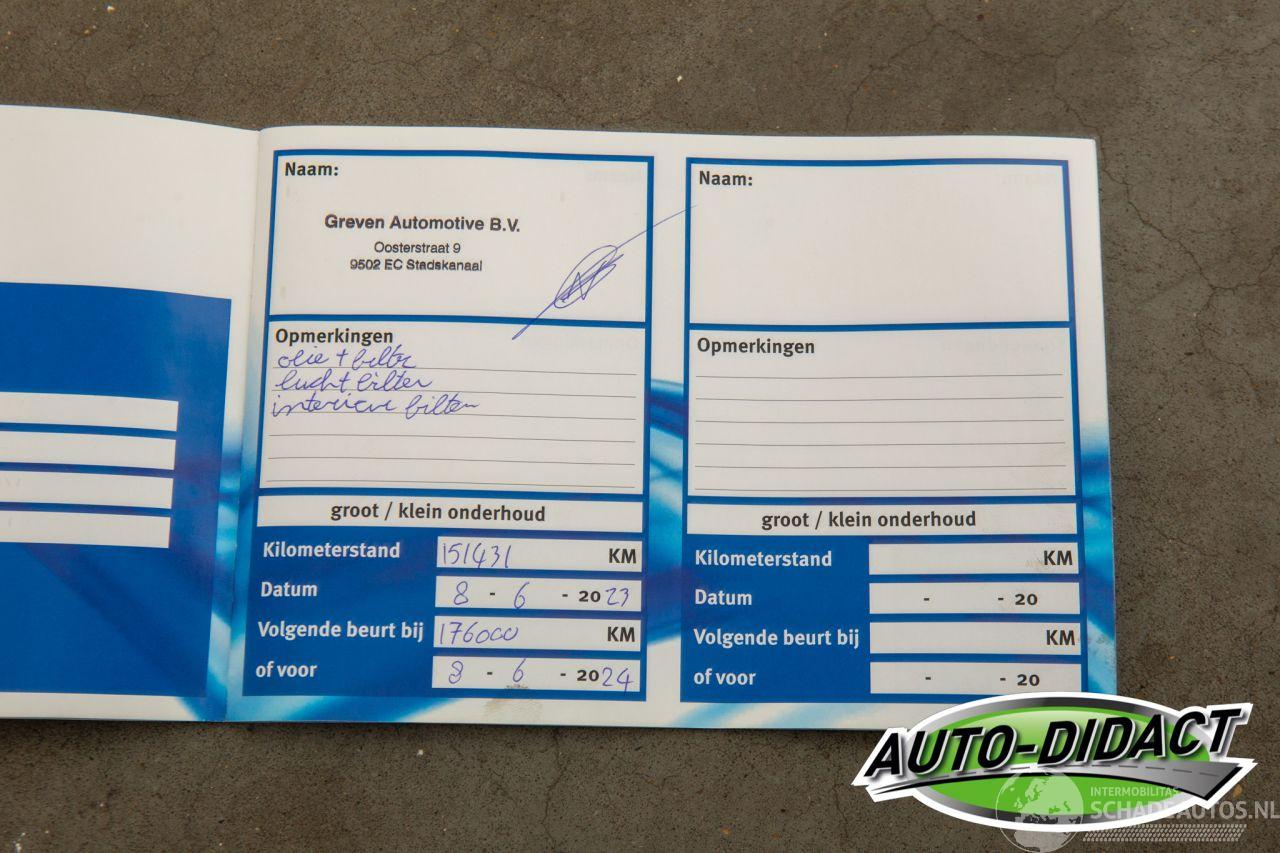 Naam:
Greven Automotive B.V.
Oosterstraat 9
9502 EC Stadskanaal
Opmerkingen
olie + filter
lucht filter
interieur filter
groot / klein onderhoud
Kilometerstand 151431 KM
Datum 8 - 6 - 2023
Volgende beurt bij 176000 KM
of voor 8 - 6 - 2024
Naam:
Opmerkingen
groot / klein onderhoud
Kilometerstand KM
Datum - - 20
Volgende beurt bij KM
of voor - - 20
AUTO-DIDACT
INTERMOBILITAS
SCHADEAUTOS.NL